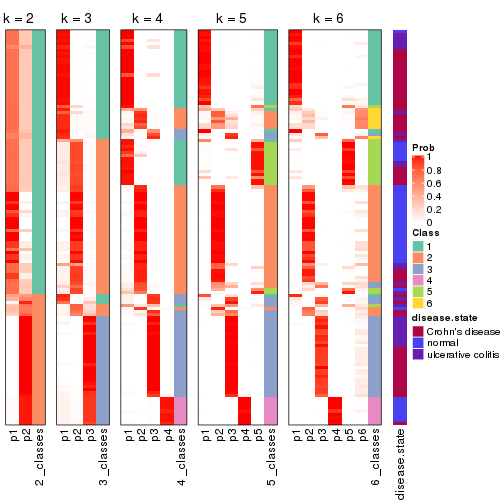 k = 2
k = 3
k = 4
k = 5
k = 6
Prob
1
0.8
0.6
0.4
0.2
0
Class
1
2
3
4
5
6
disease.state
Crohn's disease
normal
ulcerative colitis
p1
p2
2_classes
p1
p2
p3
3_classes
p1
p2
p3
p4
4_classes
p1
p2
p3
p4
p5
5_classes
p1
p2
p3
p4
p5
p6
6_classes
disease.state